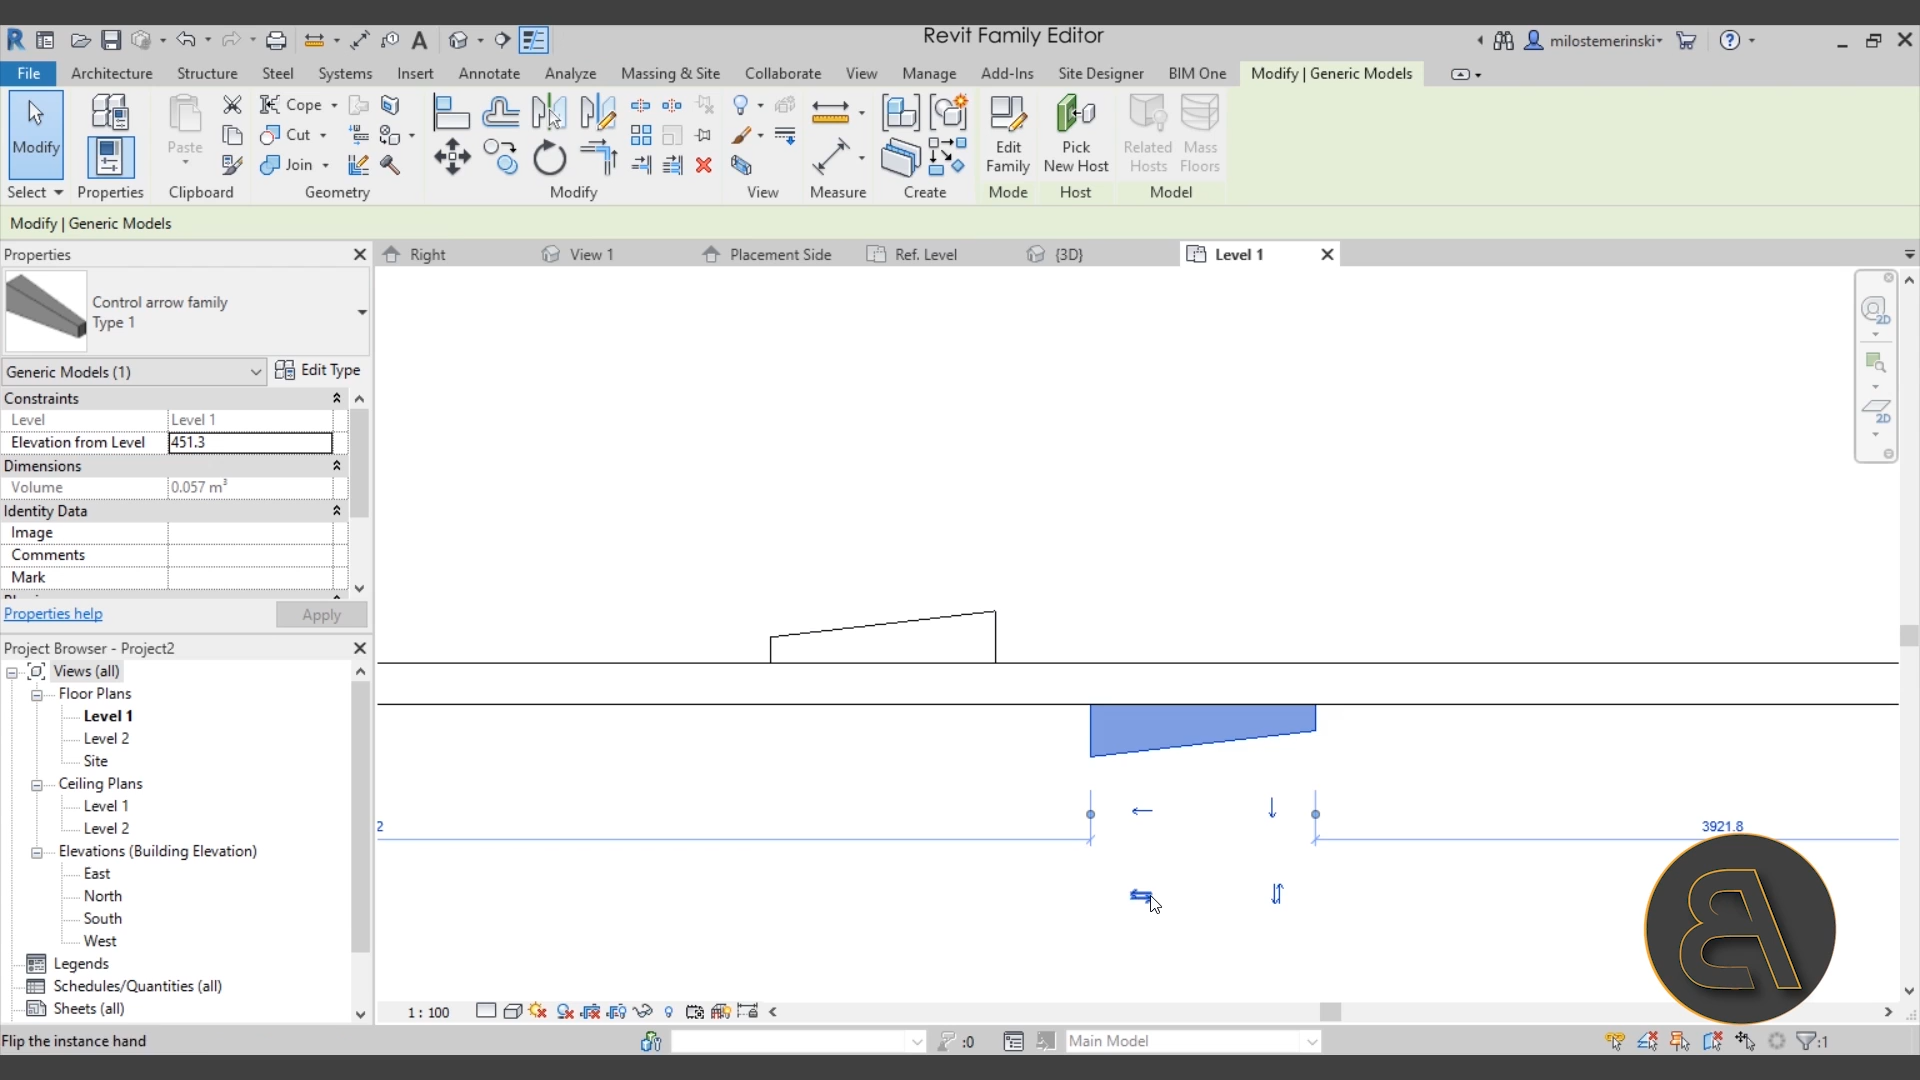 Revit Family Editor
milostemerinski
File Architecture Structure Steel Systems Insert Annotate Analyze Massing & Site Collaborate View Manage Add-Ins Site Designer BIM One Modify | Generic Models
Modify
Paste
Cope
Cut
Join
Edit Family
Pick New Host
Related Hosts
Mass Floors
Select Properties Clipboard Geometry Modify View Measure Create Mode Host Model
Modify | Generic Models
Properties
Right View 1 Placement Side Ref. Level {3D} Level 1
2D
2D
Control arrow family
Type 1
Generic Models (1) Edit Type
Constraints
Level Level 1
Elevation from Level 451.3
Dimensions
Volume 0.057 m³
Identity Data
Image
Comments
Mark
Properties help Apply
Project Browser - Project2
Views (all)
Floor Plans
Level 1
Level 2
Site
Ceiling Plans
Level 1
Level 2
Elevations (Building Elevation)
East
North
South
West
Legends
Schedules/Quantities (all)
Sheets (all)
2
3921.8
1 : 100
Flip the instance hand
:0
Main Model
:1